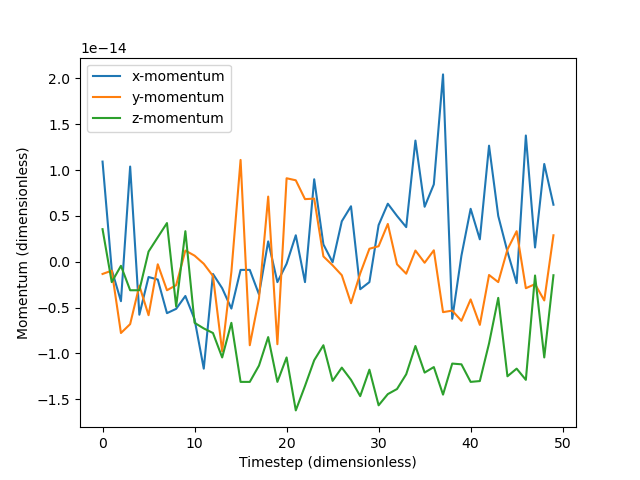 1e−14
x-momentum
y-momentum
z-momentum
2.0
1.5
1.0
0.5
0.0
−0.5
−1.0
−1.5
Momentum (dimensionless)
0 10 20 30 40 50
Timestep (dimensionless)